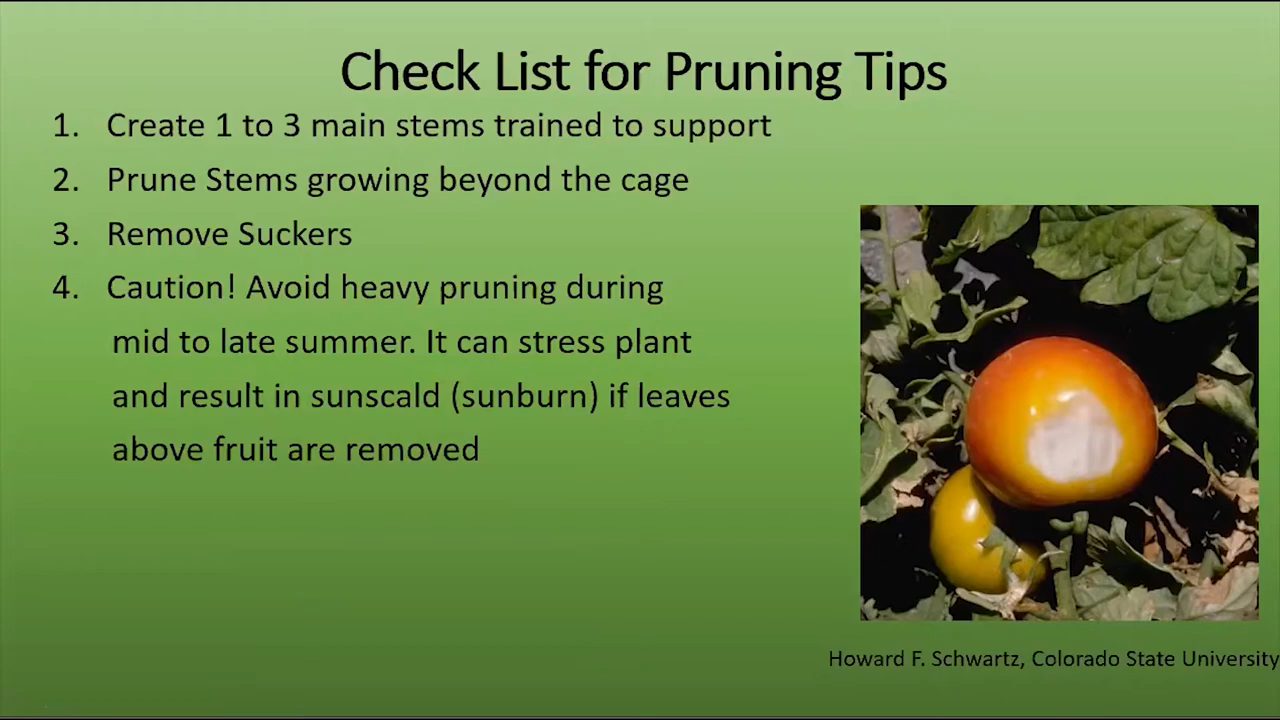 Check List for Pruning Tips
1. Create 1 to 3 main stems trained to support
2. Prune Stems growing beyond the cage
3. Remove Suckers
4. Caution! Avoid heavy pruning during
mid to late summer. It can stress plant
and result in sunscald (sunburn) if leaves
above fruit are removed
Howard F. Schwartz, Colorado State University